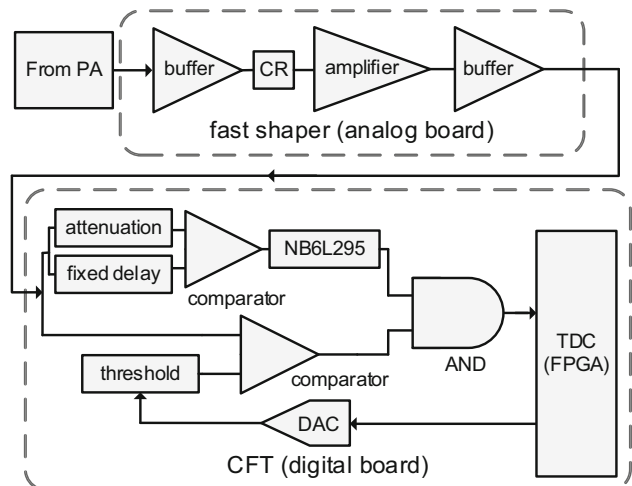 From PA
buffer
CR
amplifier
buffer
fast shaper (analog board)
attenuation
fixed delay
comparator
NB6L295
AND
TDC
(FPGA)
threshold
comparator
DAC
CFT (digital board)